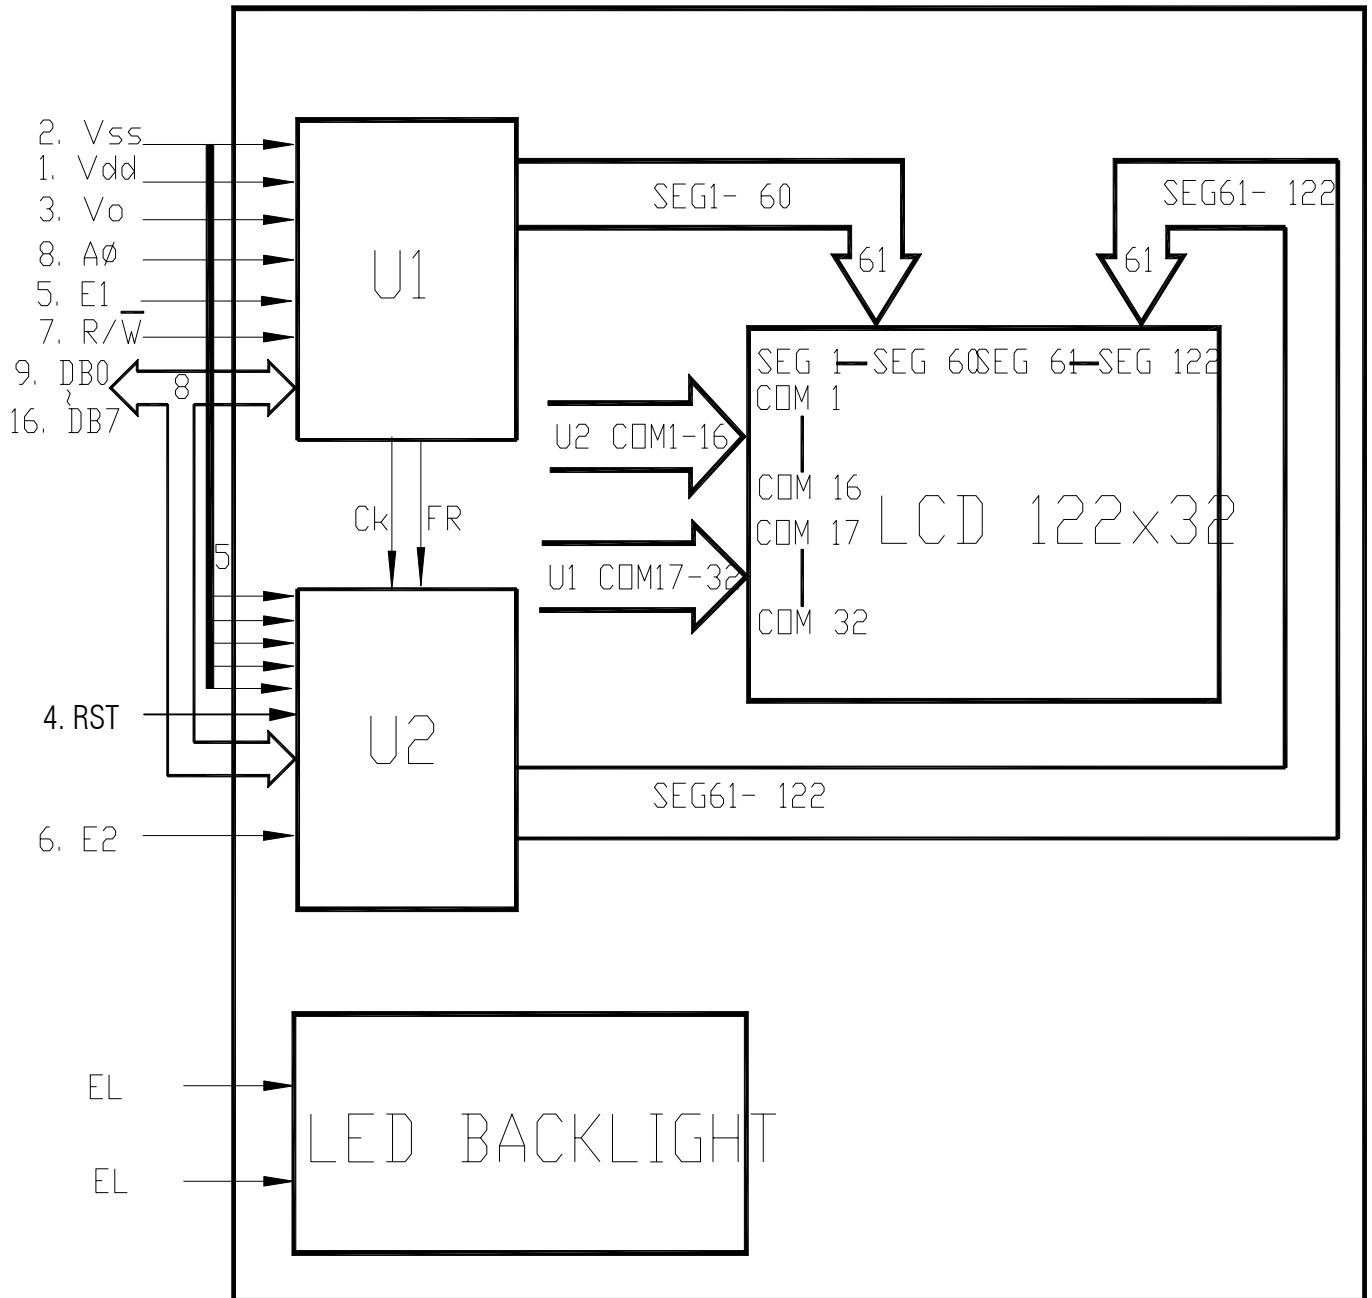 2. Vss
1. Vdd
3. Vo
8. AØ
5. E1
7. R/W̅
9. DB0
~
16. DB7
8
5
4. RST
6. E2
U1
Ck
FR
U2
SEG1- 60
61
SEG61- 122
61
SEG 1—SEG 60
SEG 61—SEG 122
COM 1
COM 16
COM 17
COM 32
LCD 122x32
U2 COM1-16
U1 COM17-32
SEG61- 122
EL
EL
LED BACKLIGHT